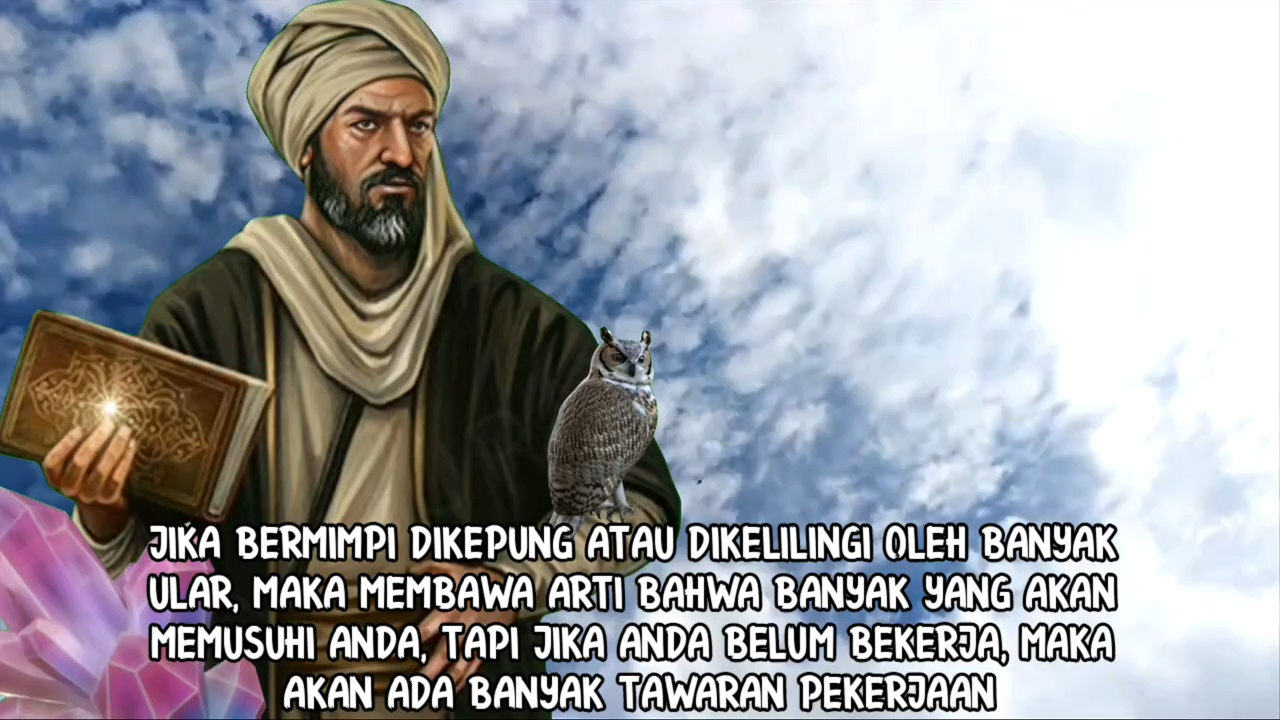 JIKA BERMIMPI DIKEPUNG ATAU DIKELILINGI OLEH BANYAK
ULAR, MAKA MEMBAWA ARTI BAHWA BANYAK YANG AKAN
MEMUSUHI ANDA, TAPI JIKA ANDA BELUM BEKERJA, MAKA
AKAN ADA BANYAK TAWARAN PEKERJAAN